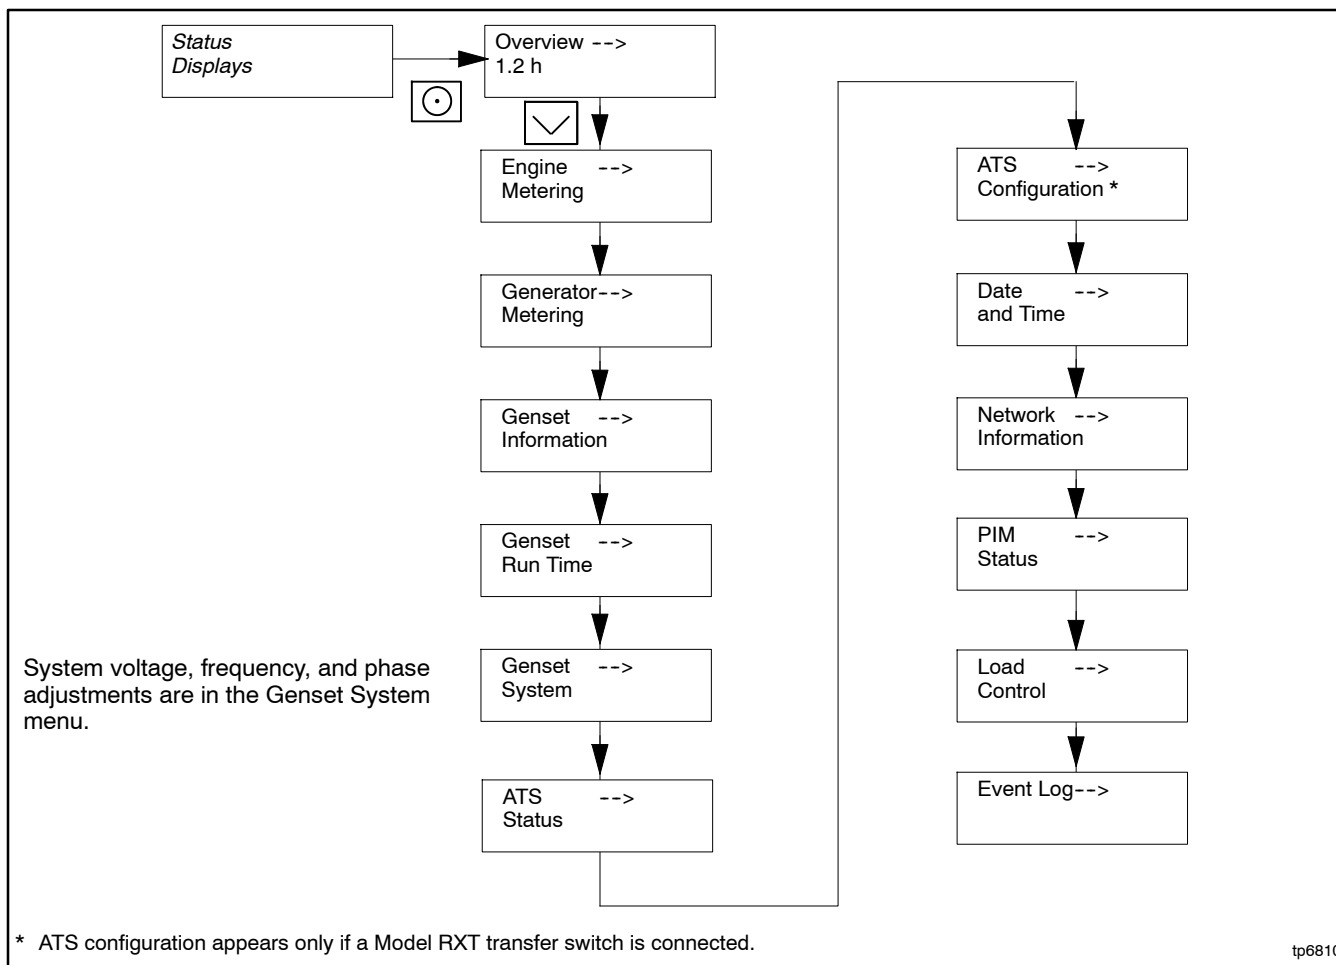 Status
Displays
Overview -->
1.2 h
Engine -->
Metering
Generator-->
Metering
Genset -->
Information
Genset -->
Run Time
Genset -->
System
ATS -->
Status
System voltage, frequency, and phase
adjustments are in the Genset System
menu.
ATS -->
Configuration *
Date -->
and Time
Network -->
Information
PIM -->
Status
Load -->
Control
Event Log-->
* ATS configuration appears only if a Model RXT transfer switch is connected.
tp6810